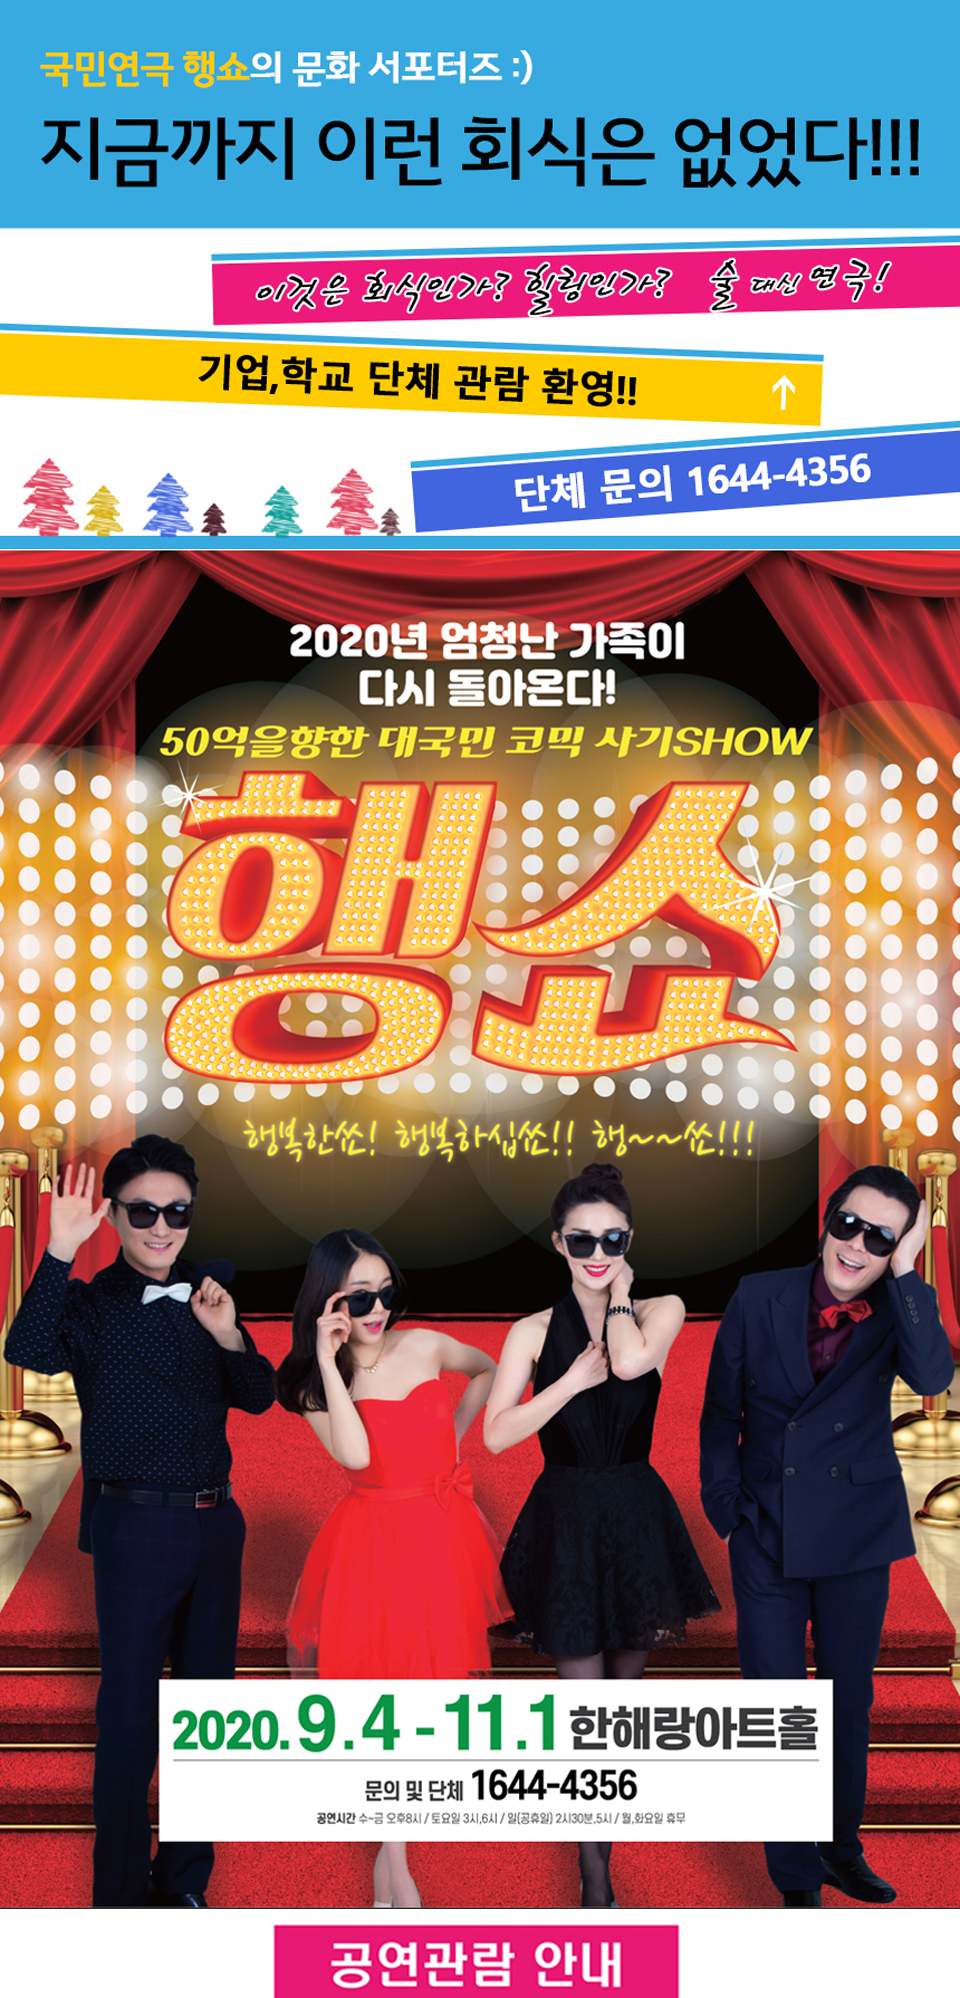 국민연극 행쇼의 문화 서포터즈 :)
지금까지 이런 회식은 없었다!!!
이것은 회식인가? 힐링인가? 술 대신 연극!
기업,학교 단체 관람 환영!! ↑
단체 문의 1644-4356
2020년 엄청난 가족이
다시 돌아온다!
50억을향한 대국민 코믹 사기SHOW
행쇼
행복한쑈! 행복하십쑈!! 행~~쑈!!!
2020. 9.4 - 11.1 한해랑아트홀
문의 및 단체 1644-4356
공연시간 수~금 오후8시 / 토요일 3시,6시 / 일(공휴일) 2시30분,5시 / 월,화요일 휴무
공연관람 안내